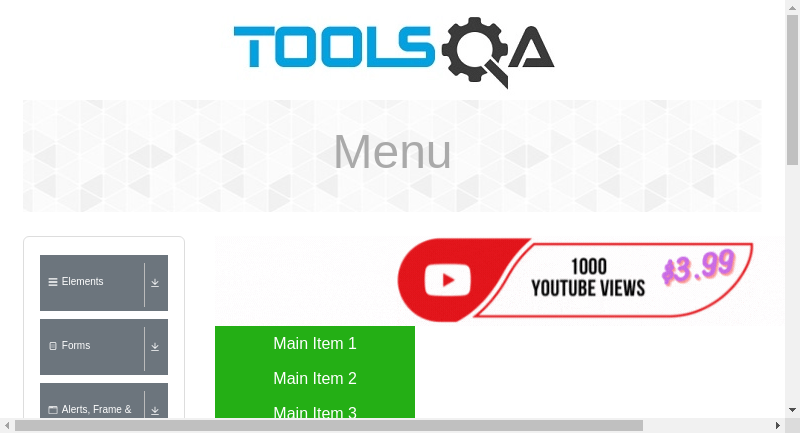 TOOLSQA
Menu
Elements
Forms
Alerts, Frame &
1000
YOUTUBE VIEWS
$3.99
Main Item 1
Main Item 2
Main Item 3